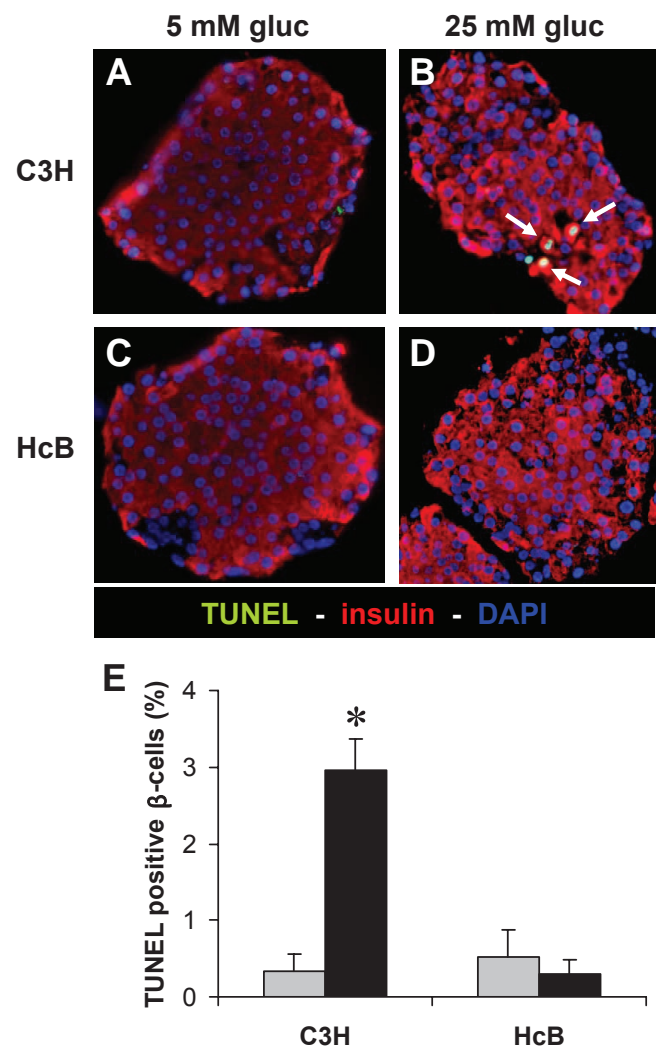 5 mM gluc 25 mM gluc
A B
C3H
C D
HcB
TUNEL - insulin - DAPI
E
TUNEL positive β-cells (%)
4
*
3
2
1
0
C3H HcB